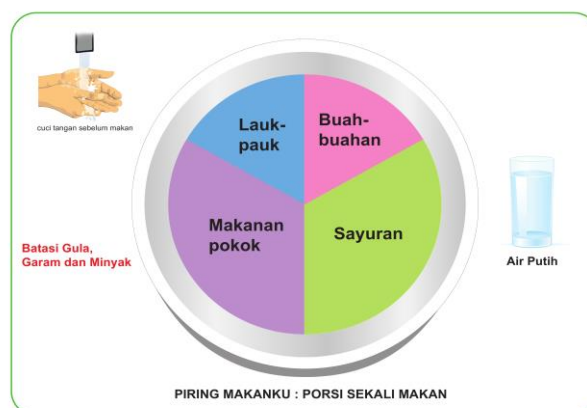 cuci tangan sebelum makan
Lauk-
pauk
Buah-
buahan
Makanan
pokok
Sayuran
Batasi Gula,
Garam dan Minyak
Air Putih
PIRING MAKANKU : PORSI SEKALI MAKAN